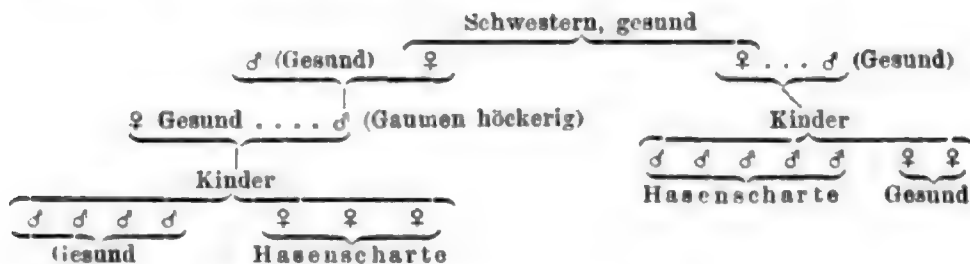 Schwestern, gesund
♂ (Gesund) ♀ ♀ . . . ♂ (Gesund)
♀ Gesund . . . . ♂ (Gaumen höckerig) Kinder
♂ ♂ ♂ ♂ ♂ ♀ ♀
Kinder Hasenscharte Gesund
♂ ♂ ♂ ♂ ♀ ♀ ♀
Gesund Hasenscharte